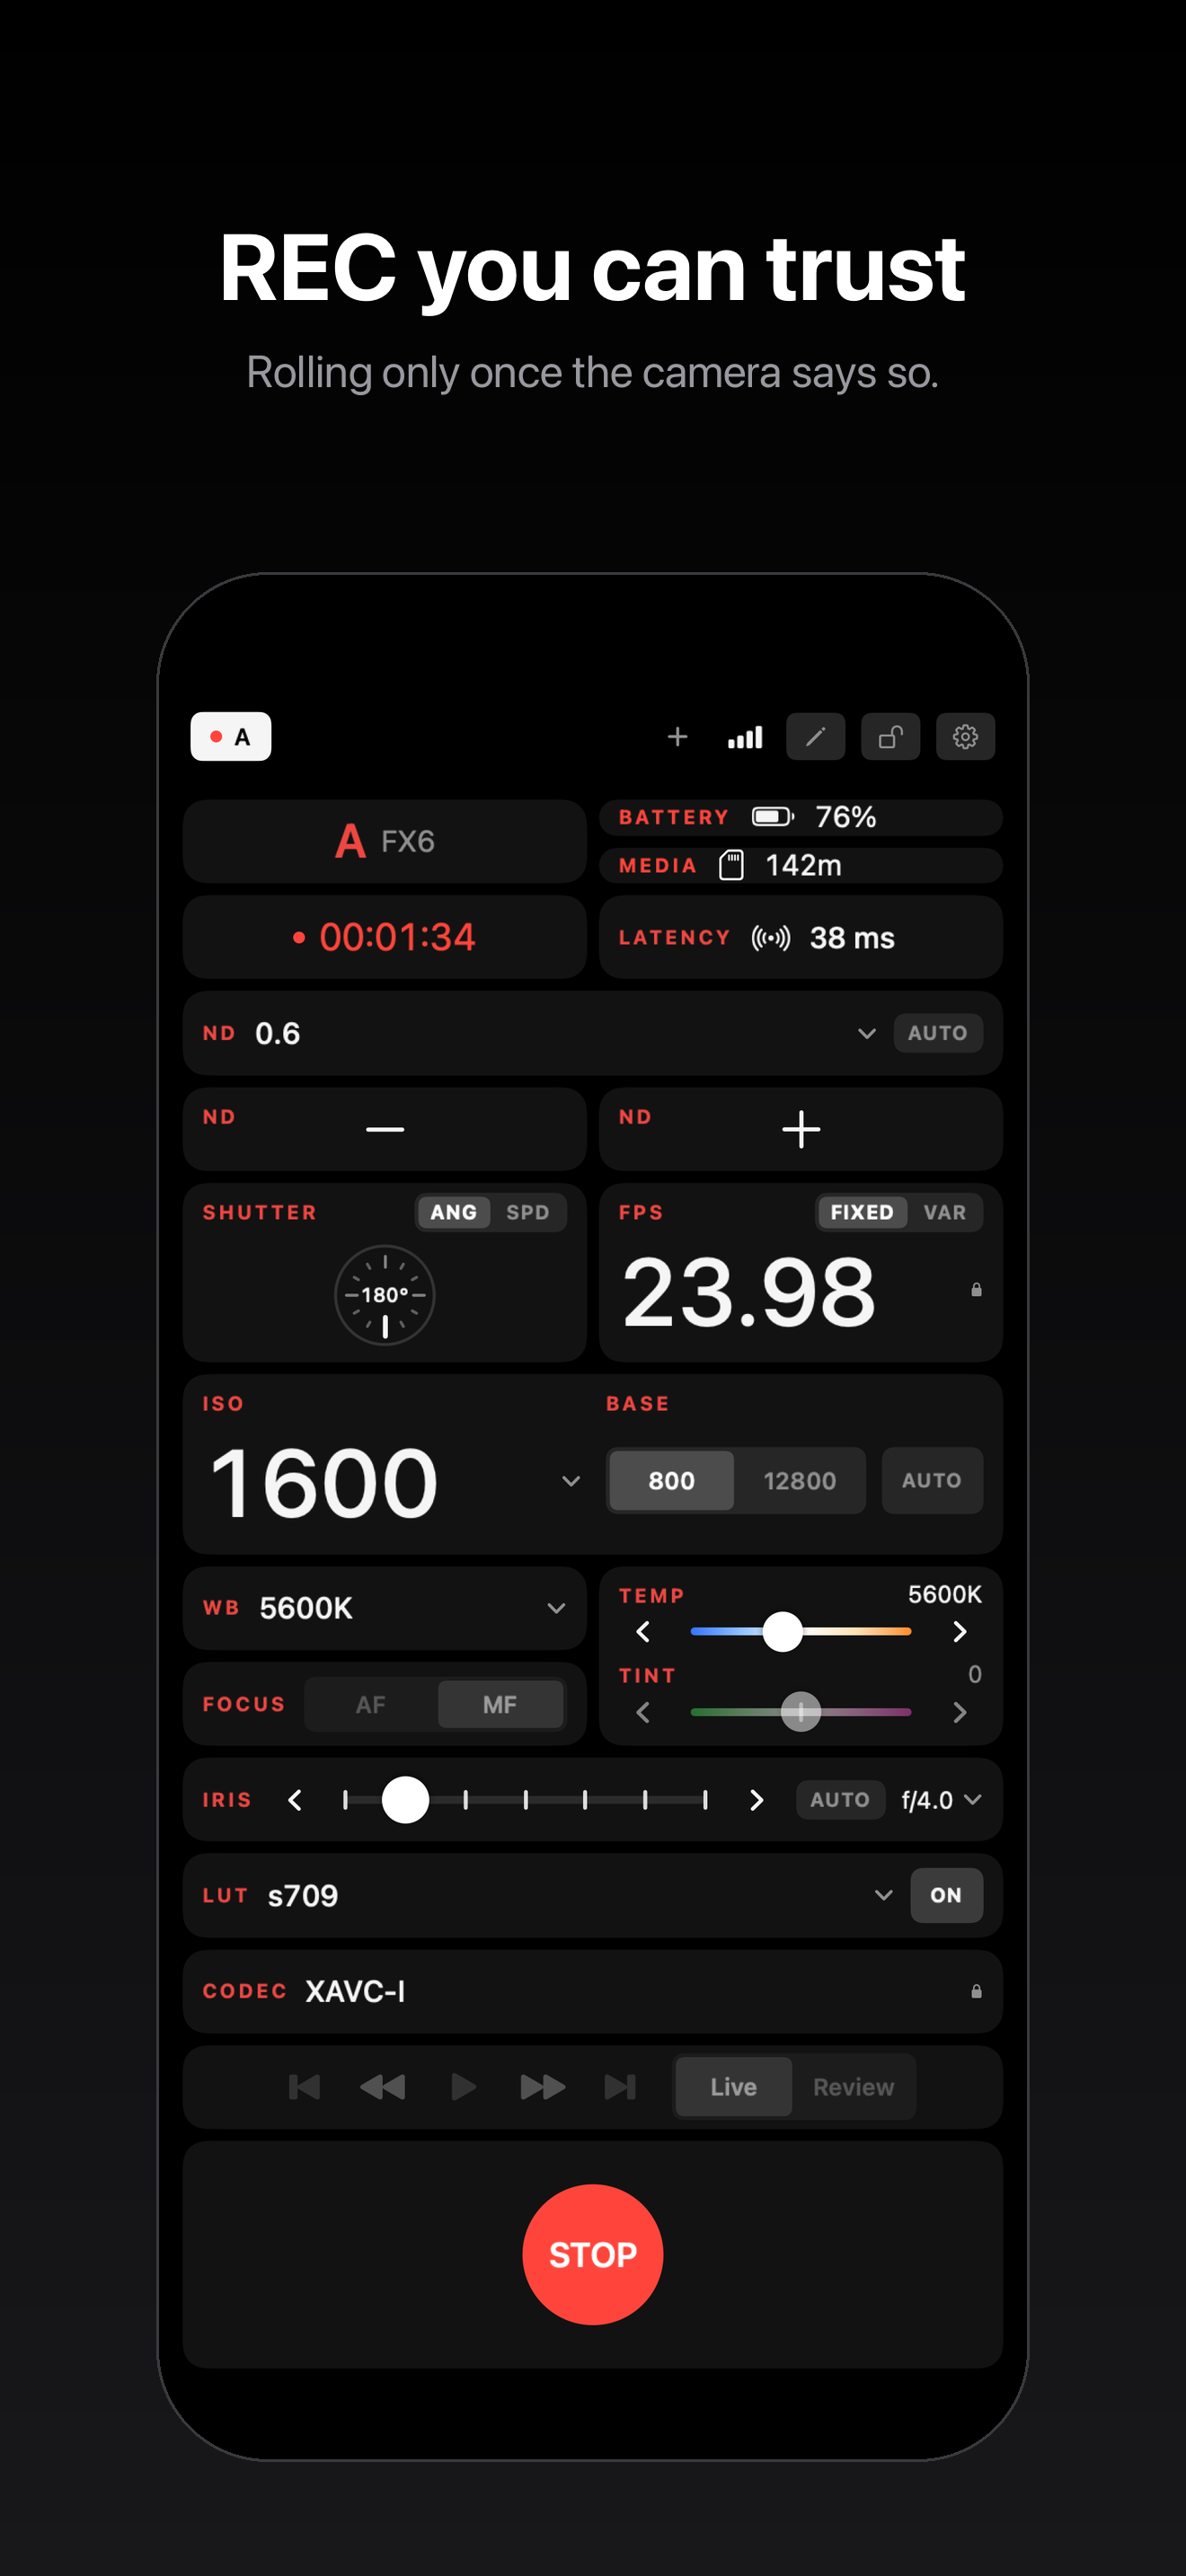 REC you can trust
Rolling only once the camera says so.
A
A FX6
BATTERY 76%
MEDIA 142m
00:01:34
LATENCY 38 ms
ND 0.6 AUTO
ND
ND
SHUTTER ANG SPD
180°
FPS FIXED VAR
23.98
ISO
1600
BASE
800 12800 AUTO
WB 5600K
TEMP 5600K
TINT 0
FOCUS AF MF
IRIS AUTO f/4.0
LUT s709 ON
CODEC XAVC-I
Live Review
STOP